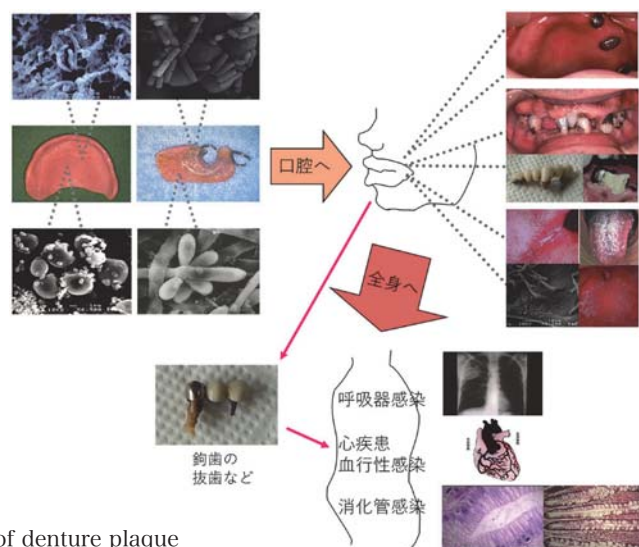 口腔へ
全身へ
呼吸器感染
心疾患
血行性感染
消化管感染
鉤歯の
抜歯など
of denture plaque